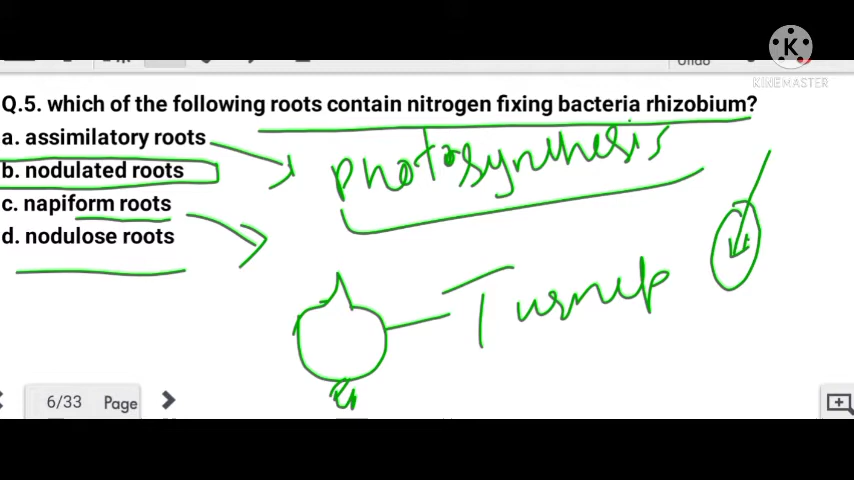 Undo
K
KINEMASTER
Q.5. which of the following roots contain nitrogen fixing bacteria rhizobium?
a. assimilatory roots
photosynthesis
b. nodulated roots
c. napiform roots
d. nodulose roots
Turnip
6/33 Page